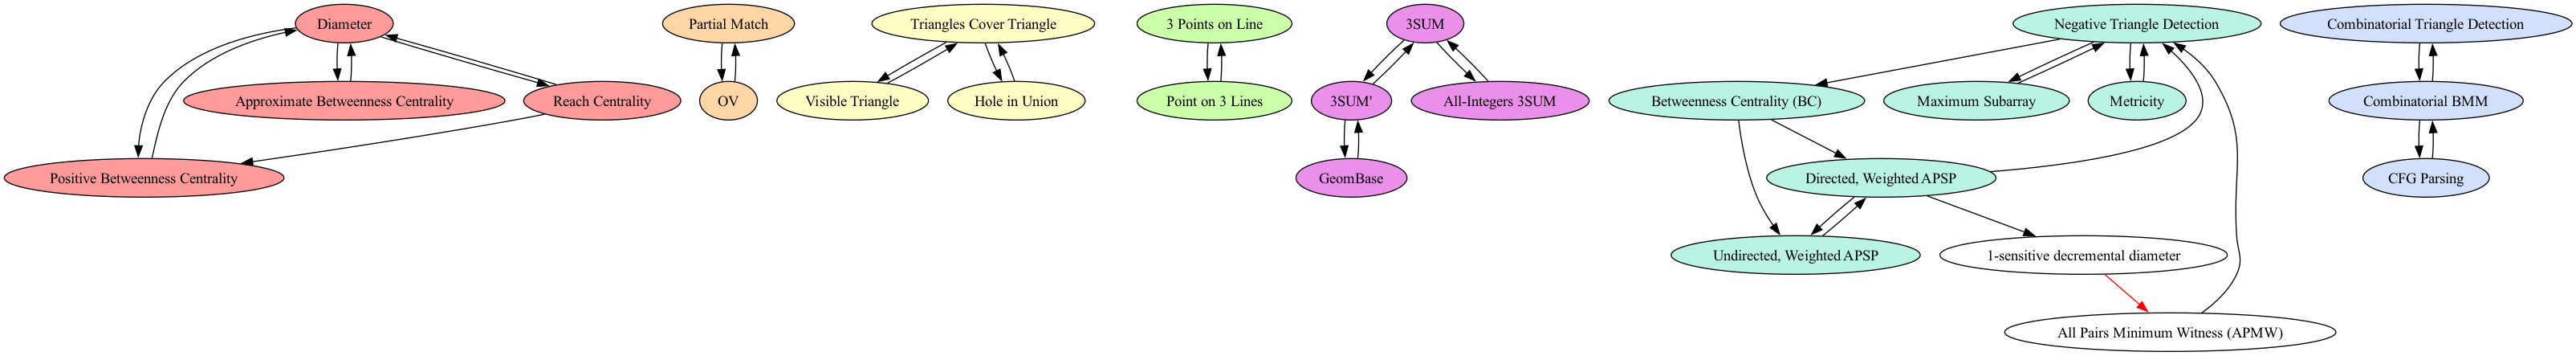 Diameter
Partial Match
Triangles Cover Triangle
3 Points on Line
3SUM
Negative Triangle Detection
Combinatorial Triangle Detection
Approximate Betweenness Centrality
Reach Centrality
OV
Visible Triangle
Hole in Union
Point on 3 Lines
3SUM'
All-Integers 3SUM
Betweenness Centrality (BC)
Maximum Subarray
Metricity
Combinatorial BMM
Positive Betweenness Centrality
GeomBase
Directed, Weighted APSP
CFG Parsing
Undirected, Weighted APSP
1-sensitive decremental diameter
All Pairs Minimum Witness (APMW)